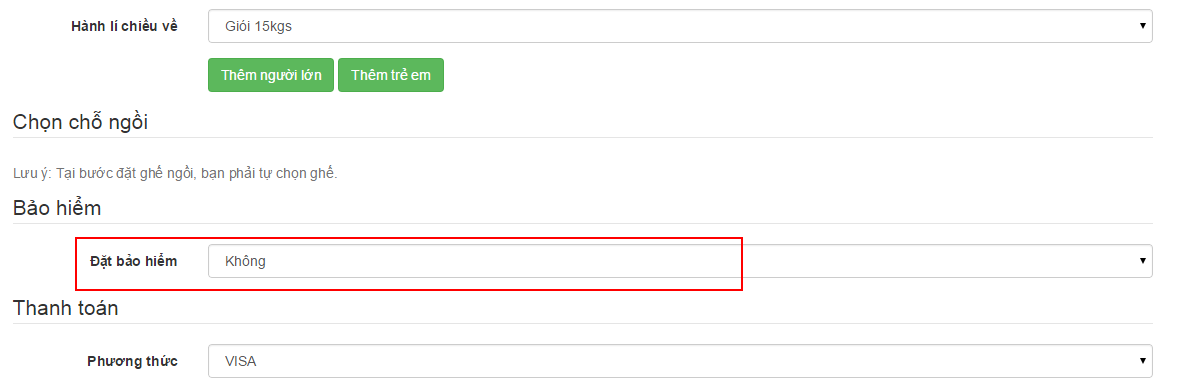 Hành lí chiều về Giói 15kgs
Thêm người lớn Thêm trẻ em
Chọn chỗ ngồi
Lưu ý: Tại bước đặt ghế ngồi, bạn phải tự chọn ghế.
Bảo hiểm
Đặt bảo hiểm Không
Thanh toán
Phương thức VISA